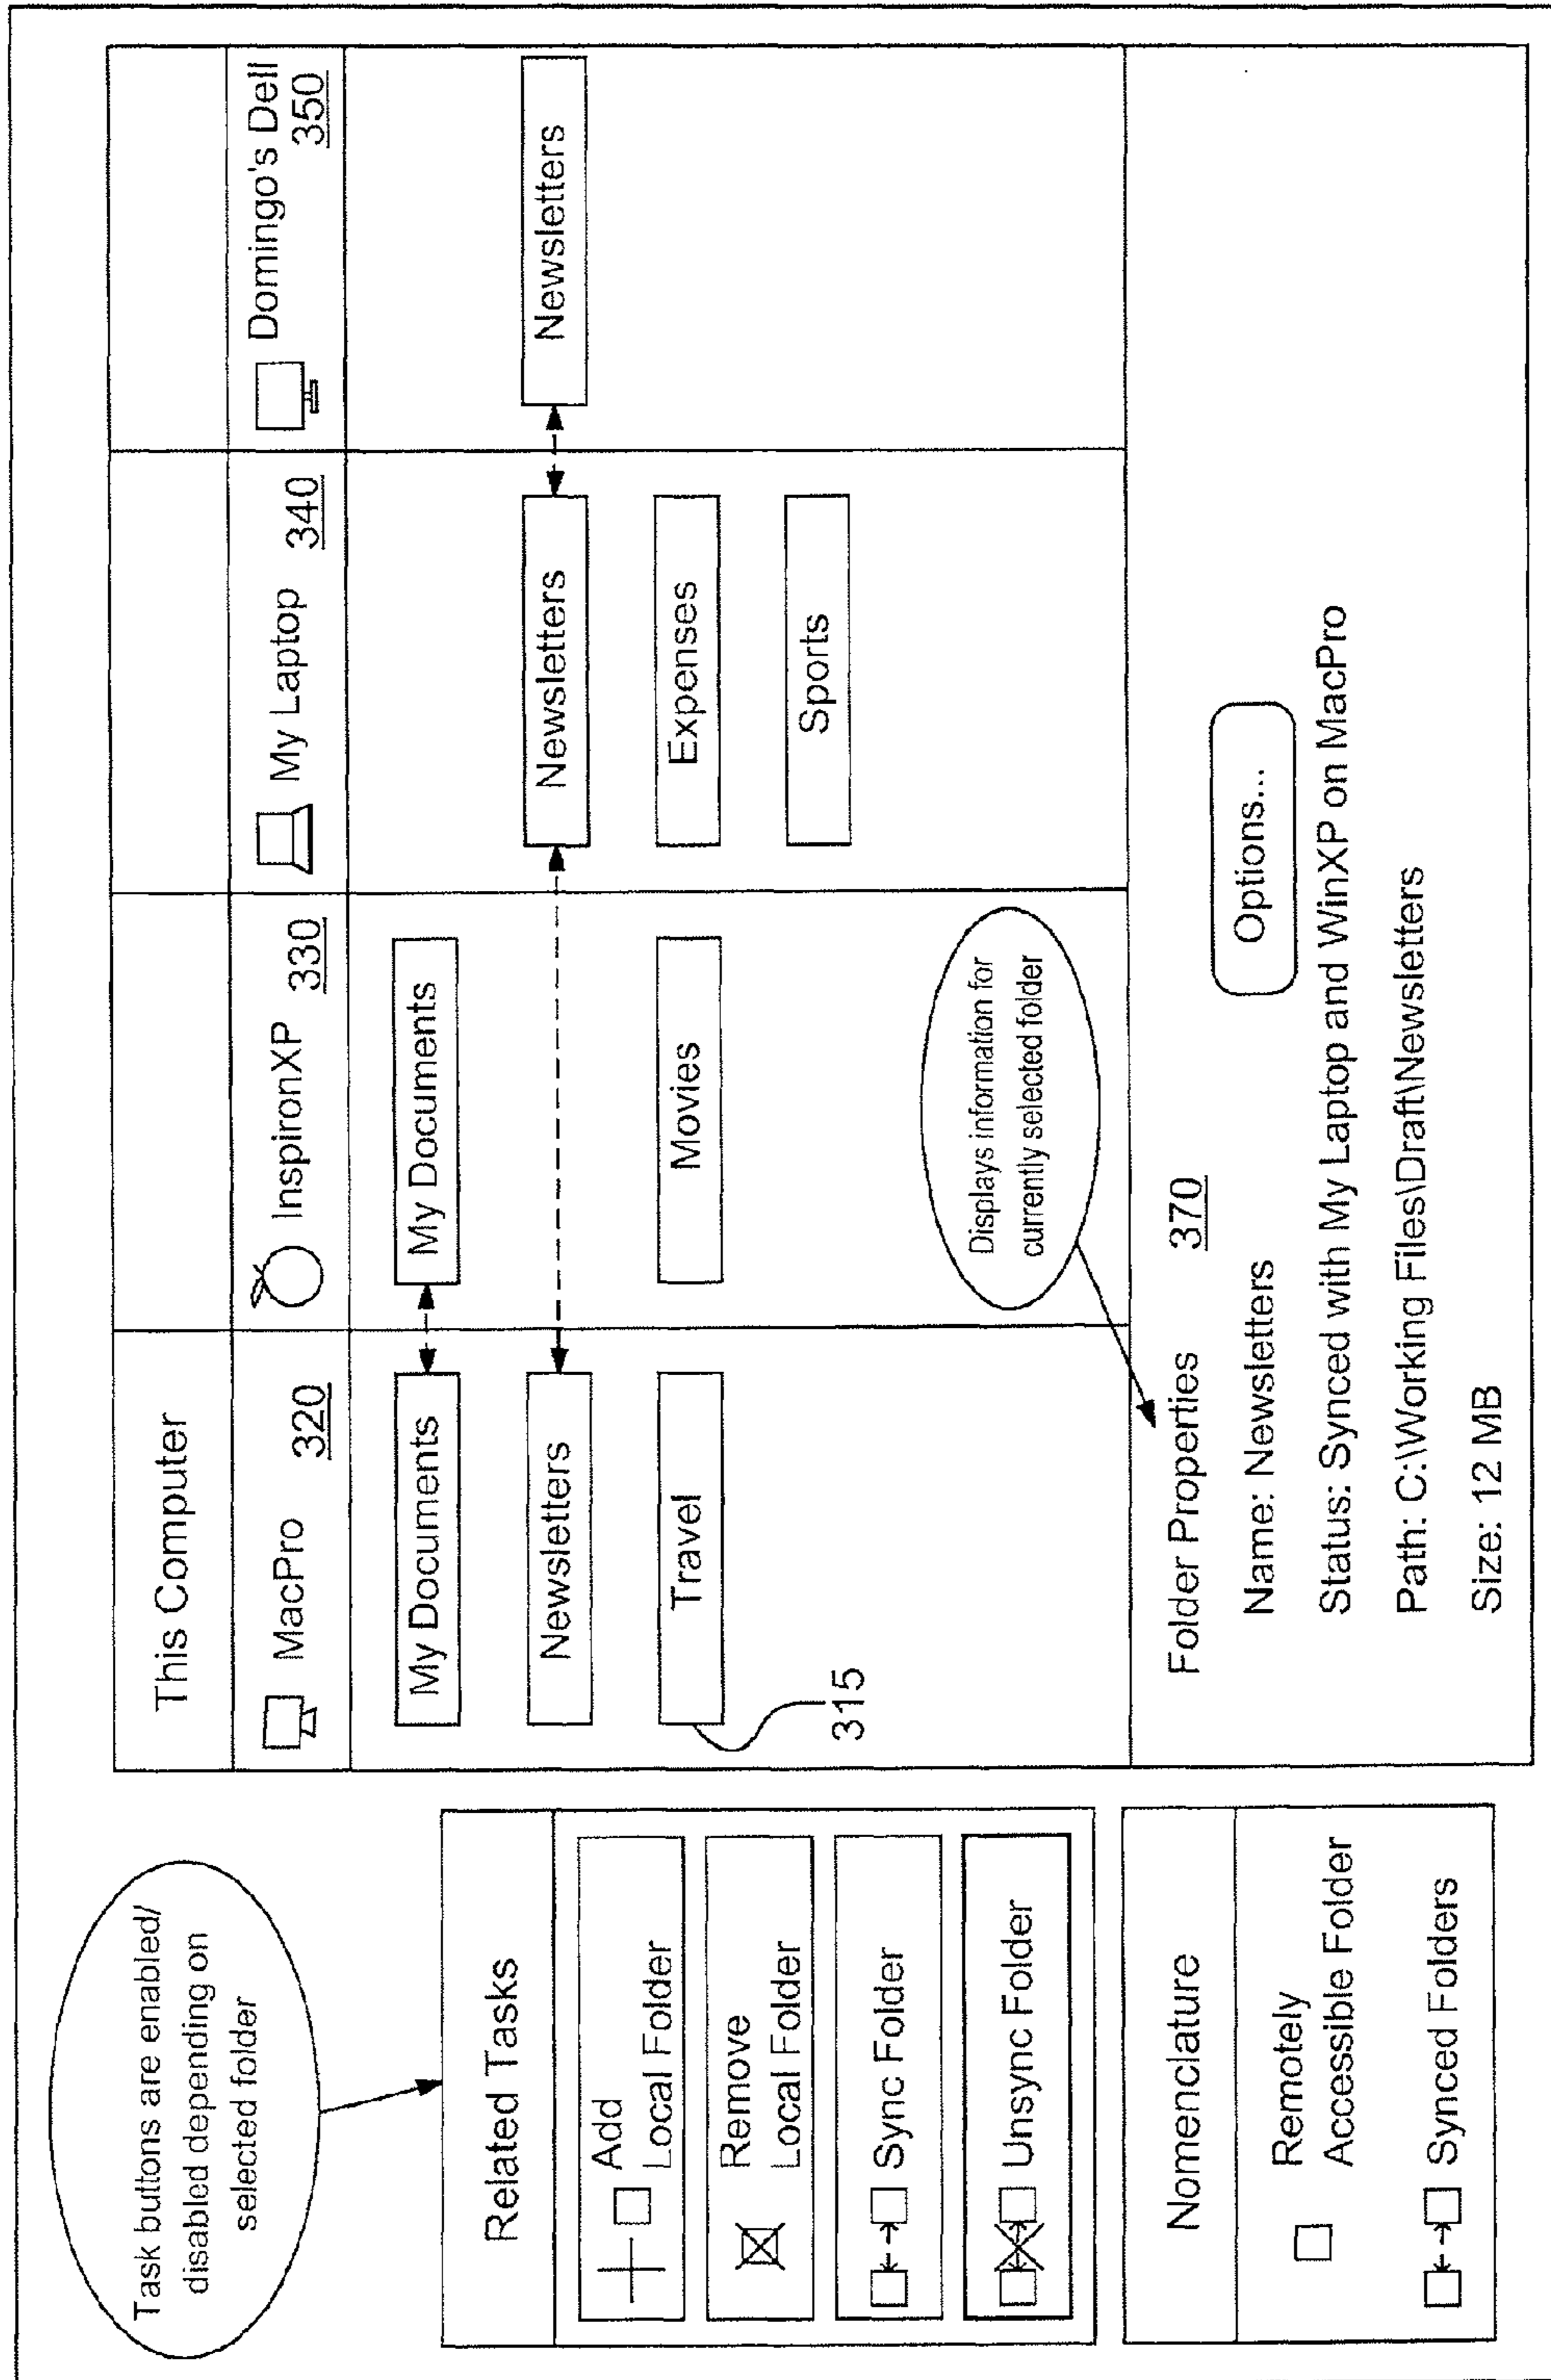 Task buttons are enabled/
disabled depending on
selected folder
Related Tasks
Add
Local Folder
Remove
Local Folder
Sync Folder
Unsync Folder
Nomenclature
Remotely
Accessible Folder
Synced Folders
This Computer
MacPro
320
InspironXP
330
My Laptop
340
Domingo's Dell
350
My Documents
My Documents
Newsletters
Newsletters
Newsletters
Travel
Movies
Expenses
Sports
315
Displays information for
currently selected folder
Folder Properties 370
Name: Newsletters
Options...
Status: Synced with My Laptop and WinXP on MacPro
Path: C:\Working Files\Draft\Newsletters
Size: 12 MB